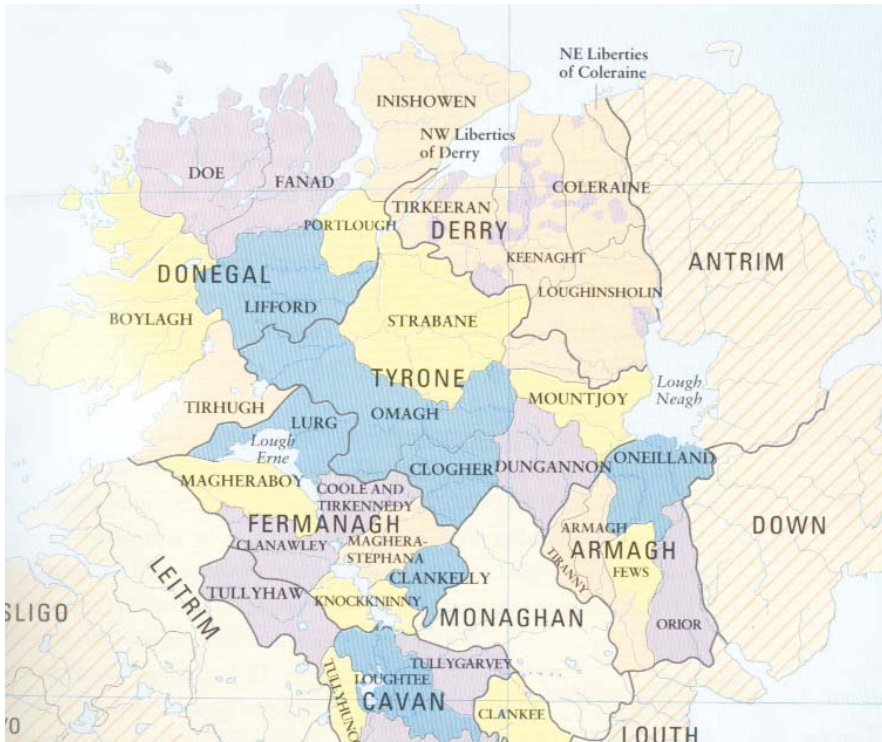 NE Liberties
of Coleraine
INISHOWEN
NW Liberties
of Derry
DOE
FANAD
COLERAINE
TIRKEERAN
PORTLOUGH
DERRY
KEENAGHT
ANTRIM
DONEGAL
LIFFORD
LOUGHINSHOLIN
BOYLAGH
STRABANE
TYRONE
MOUNTJOY
Lough
Neagh
TIRHUGH
OMAGH
LURG
Lough
Erne
CLOGHER
DUNGANNON
ONEILLAND
MAGHERABOY
COOLE AND
TIRKENNEDY
FERMANAGH
ARMAGH
DOWN
CLANAWLEY
MAGHERA-
STEPHANA
ARMAGH
TIRANNY
FEWS
LEITRIM
CLANKELLY
TULLYHAW
KNOCKNINNY
MONAGHAN
SLIGO
ORIOR
TULLYGARVEY
LOUGHTEE
TULLYHUNC
CAVAN
CLANKEE
YO
LOUTH